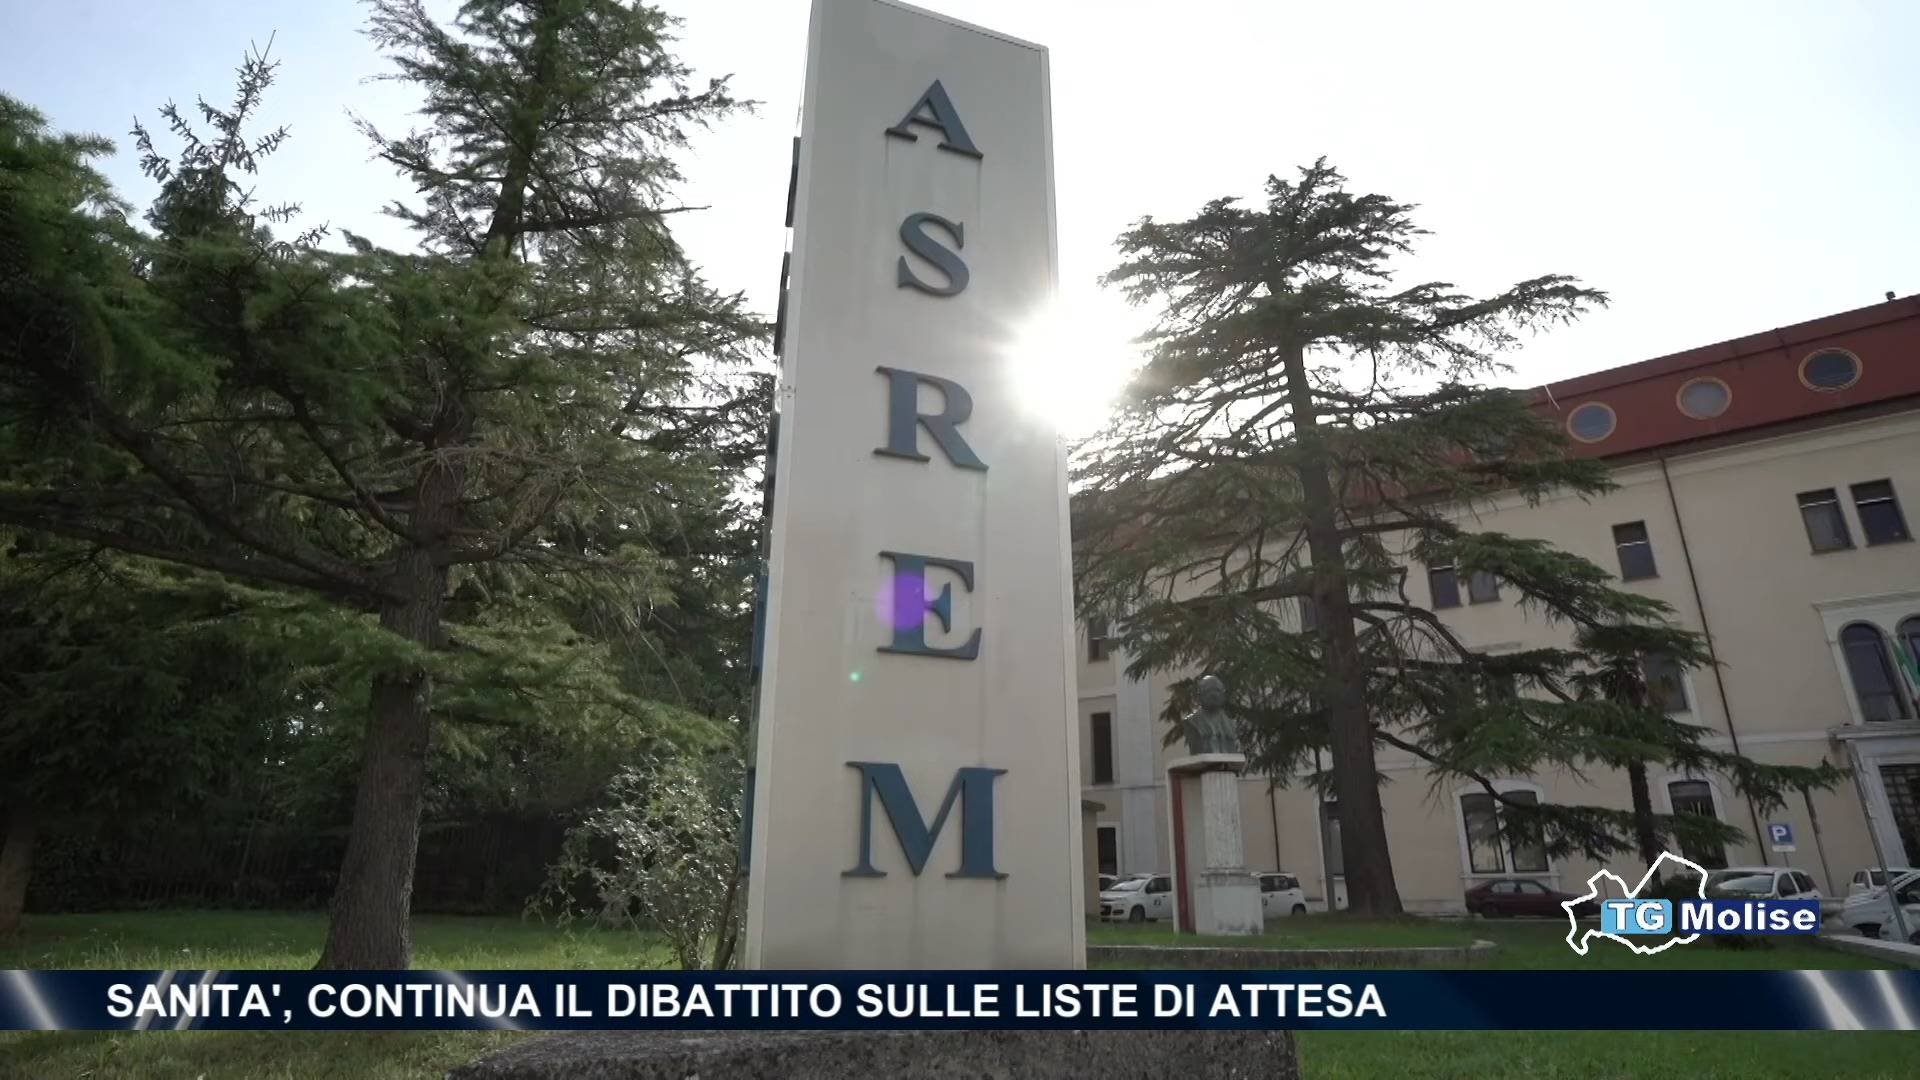 A
S
R
E
M
P
TG Molise
SANITA', CONTINUA IL DIBATTITO SULLE LISTE DI ATTESA